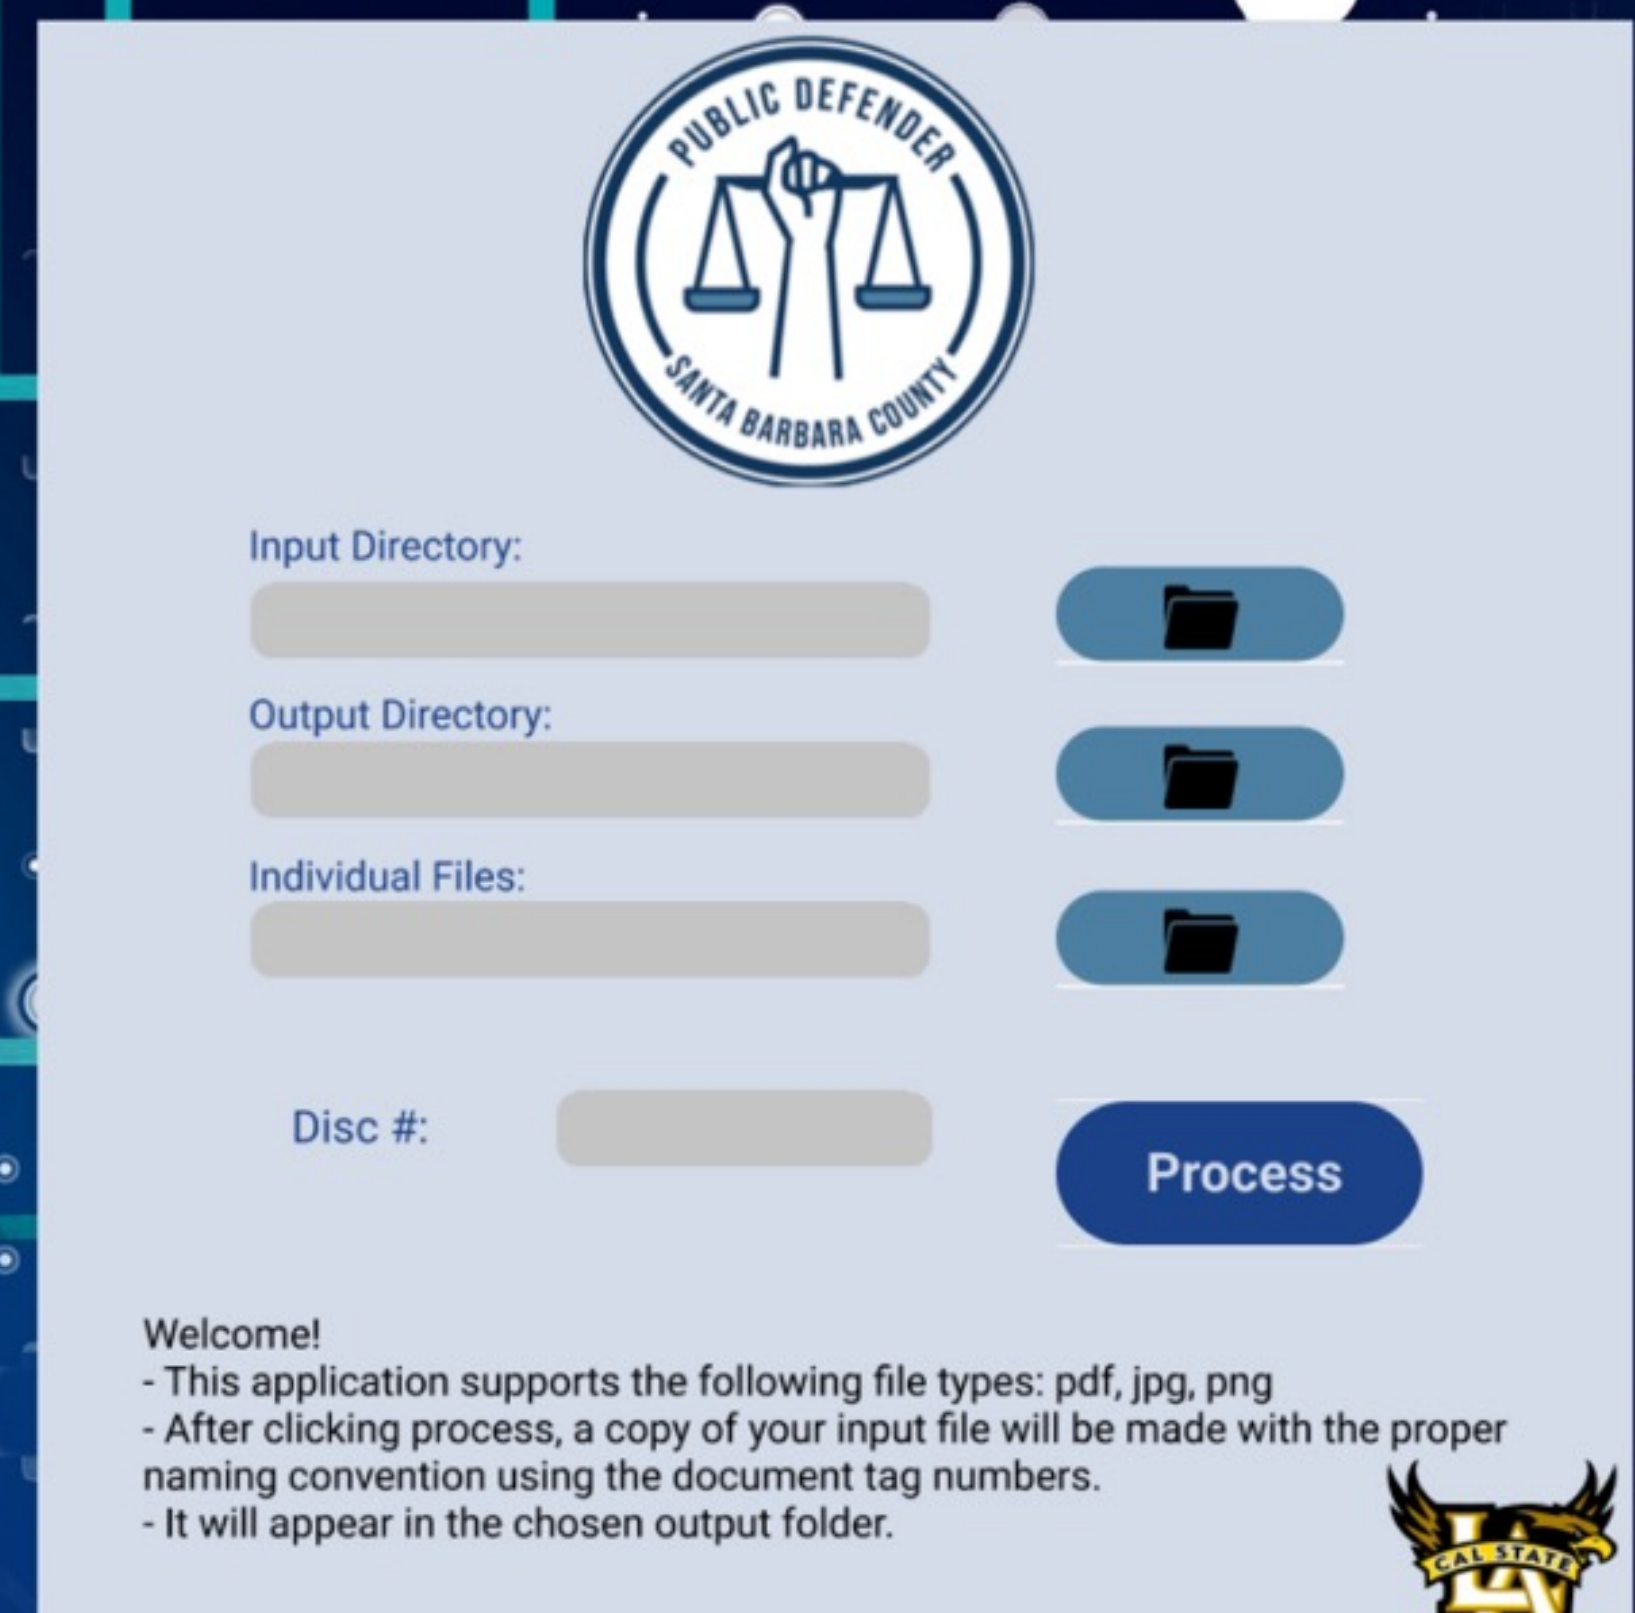 PUBLIC DEFENDER
SANTA BARBARA COUNTY
Input Directory:
Output Directory:
Individual Files:
Disc #:
Process
Welcome!
- This application supports the following file types: pdf, jpg, png
- After clicking process, a copy of your input file will be made with the proper
naming convention using the document tag numbers.
- It will appear in the chosen output folder.
LA
CAL STATE